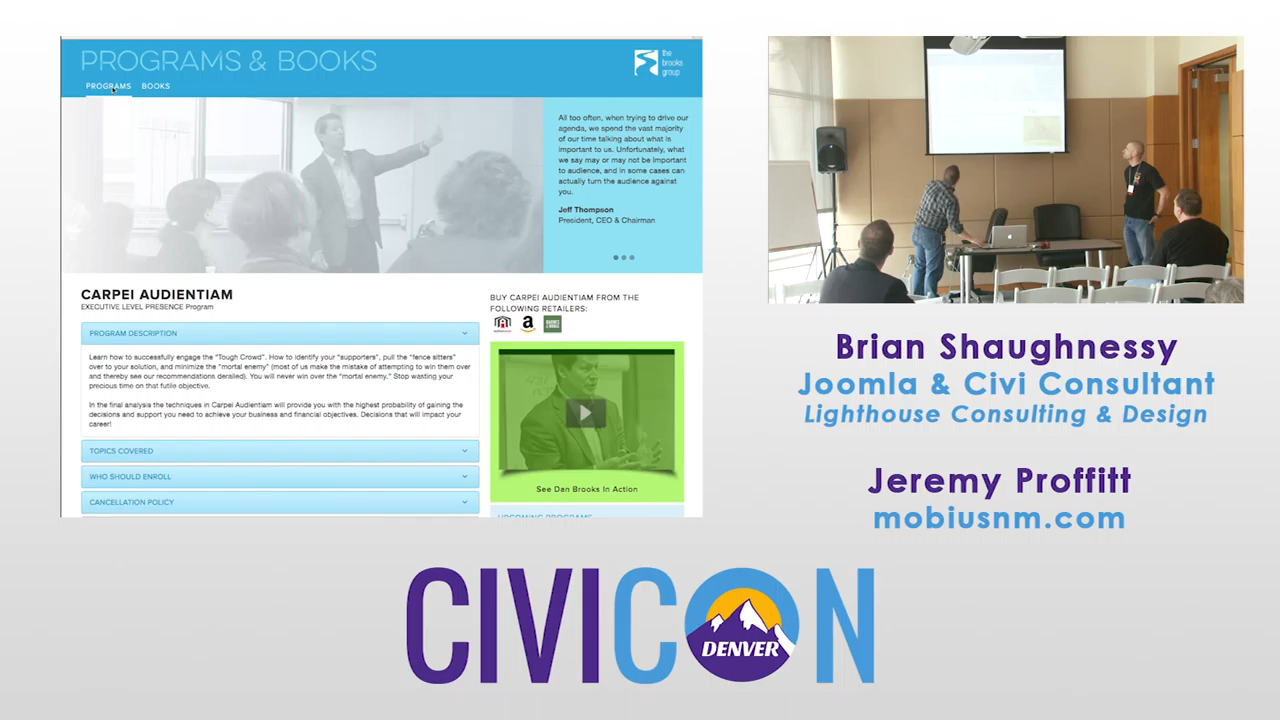 PROGRAMS & BOOKS
the
brooks
group
PROGRAMS BOOKS
All too often, when trying to drive our
agenda, we spend the vast majority
of our time talking about what is
important to us. Unfortunately, what
we say may or may not be important
to audience, and in some cases can
actually turn the audience against
you.
Jeff Thompson
President, CEO & Chairman
CARPEI AUDIENTIAM
EXECUTIVE LEVEL PRESENCE Program
PROGRAM DESCRIPTION
Learn how to successfully engage the "Tough Crowd". How to identify your "supporters", pull the "fence sitters"
over to your solution, and minimize the "mortal enemy" (most of us make the mistake of attempting to win them over
and thereby see our recommendations derailed). You will never win over the "mortal enemy." Stop wasting your
precious time on that futile objective.
In the final analysis the techniques in Carpei Audientiam will provide you with the highest probability of gaining the
decisions and support you need to achieve your business and financial objectives. Decisions that will impact your
career!
TOPICS COVERED
WHO SHOULD ENROLL
CANCELLATION POLICY
BUY CARPEI AUDIENTIAM FROM THE
FOLLOWING RETAILERS:
See Dan Brooks In Action
UPCOMING PROGRAMS
Brian Shaughnessy
Joomla & Civi Consultant
Lighthouse Consulting & Design
Jeremy Proffitt
mobiusnm.com
CIVICON
DENVER